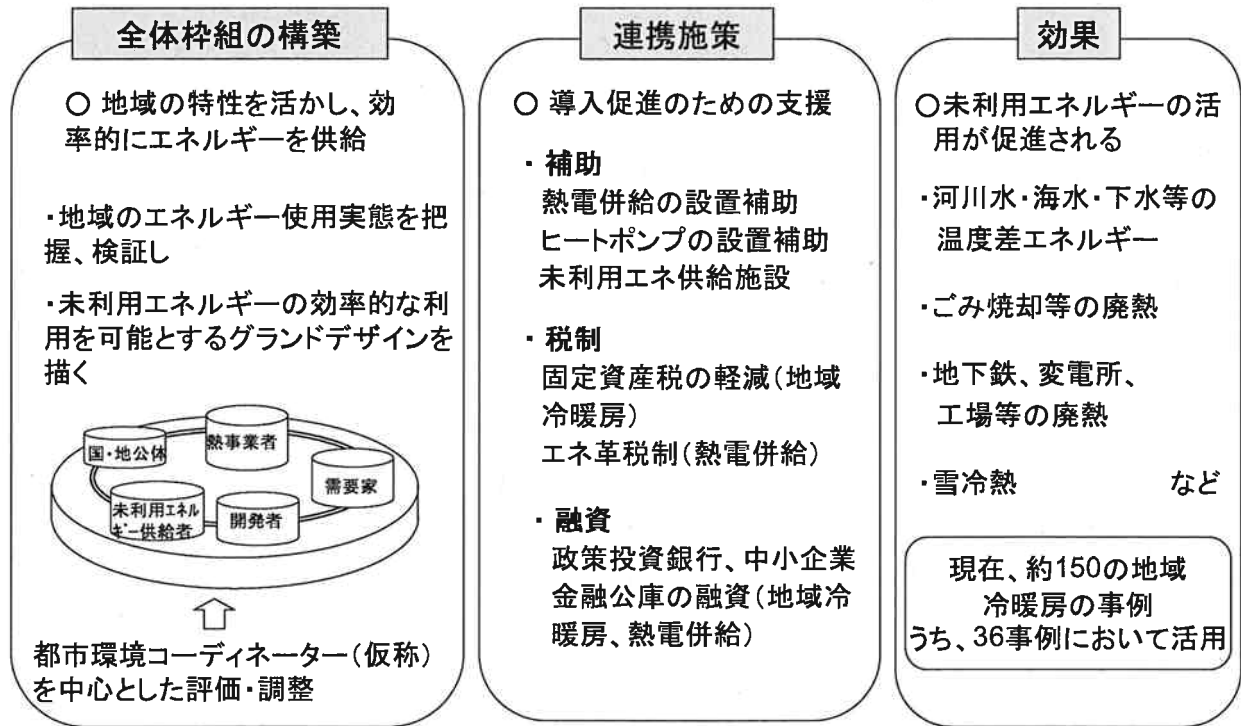 全体枠組の構築
○ 地域の特性を活かし、効
率的にエネルギーを供給
・地域のエネルギー使用実態を把
握、検証し
・未利用エネルギーの効率的な利
用を可能とするグランドデザインを
描く
国・地公体
熱事業者
需要家
未利用エネル
ギー供給者
開発者
都市環境コーディネーター(仮称)
を中心とした評価・調整
連携施策
○ 導入促進のための支援
・補助
熱電併給の設置補助
ヒートポンプの設置補助
未利用エネ供給施設
・税制
固定資産税の軽減(地域
冷暖房)
エネ革税制(熱電併給)
・融資
政策投資銀行、中小企業
金融公庫の融資(地域冷
暖房、熱電併給)
効果
○未利用エネルギーの活
用が促進される
・河川水・海水・下水等の
温度差エネルギー
・ごみ焼却等の廃熱
・地下鉄、変電所、
工場等の廃熱
・雪冷熱 など
現在、約150の地域
冷暖房の事例
うち、36事例において活用